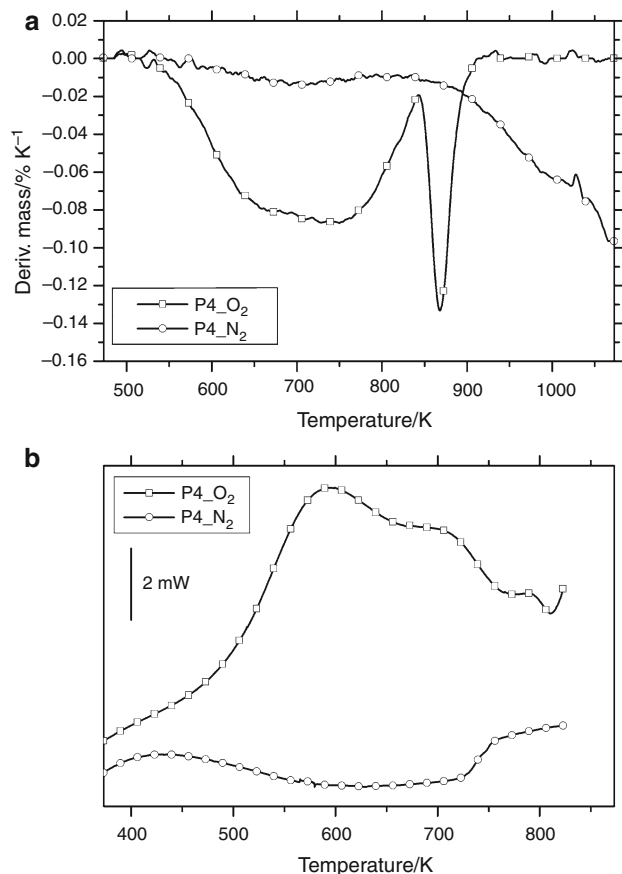 a
0.00
−0.02
−0.04
−0.06
−0.08
−0.10
−0.12
−0.14
−0.16
Deriv. mass/% K⁻¹
P4_O₂
P4_N₂
500 600 700 800 900 1000
Temperature/K
b
P4_O₂
P4_N₂
2 mW
400 500 600 700 800
Temperature/K